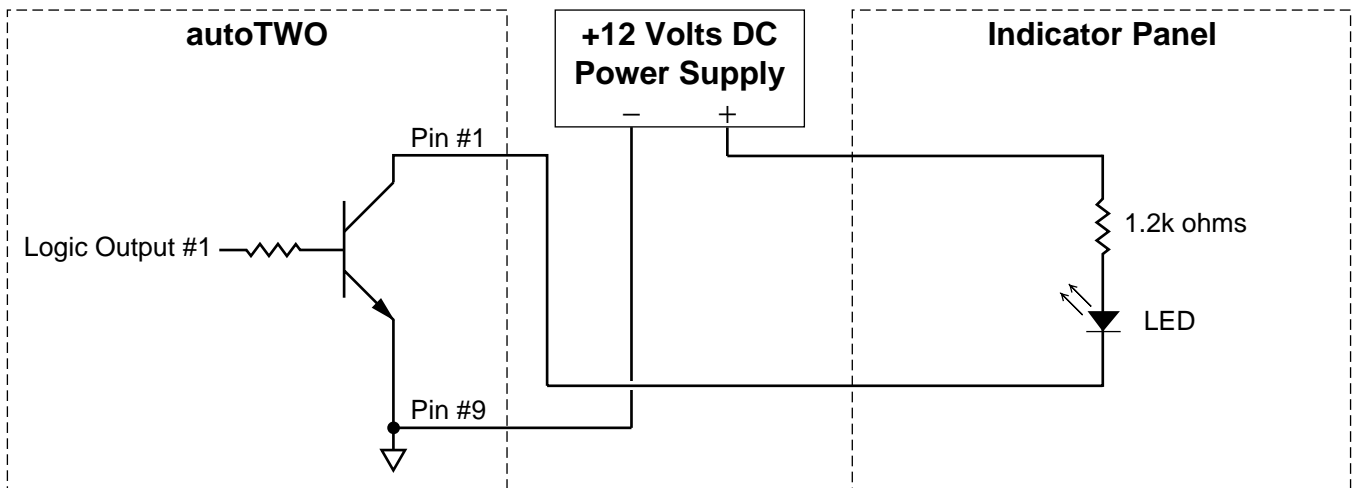 autoTWO
+12 Volts DC
Power Supply
Indicator Panel
– +
Pin #1
Logic Output #1
1.2k ohms
LED
Pin #9